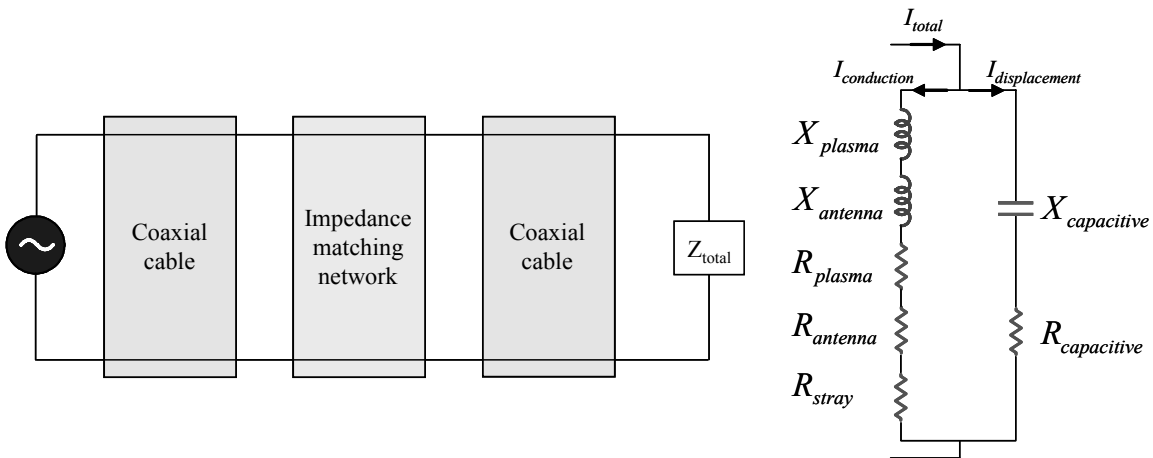 Coaxial
cable
Impedance
matching
network
Coaxial
cable
Z_total
I_total
I_conduction
I_displacement
X_plasma
X_antenna
R_plasma
R_antenna
R_stray
X_capacitive
R_capacitive